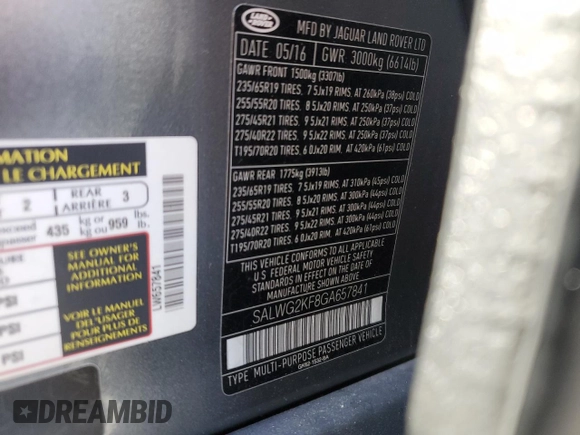 LAND
ROVER
MFD BY JAGUAR LAND ROVER LTD
DATE 05/16 GWR 3000kg (6614lb)
GAWR FRONT 1500kg (3307lb)
235/65R19 TIRES. 7 5Jx19 RIMS. AT 260kPa (38psi) COLD
255/55R20 TIRES. 8 5Jx20 RIMS. AT 250kPa (37psi) COLD
275/45R21 TIRES. 9 5Jx21 RIMS. AT 250kPa (37psi) COLD
275/40R22 TIRES. 9 5Jx22 RIMS. AT 250kPa (37psi) COLD
T195/70R20 TIRES. 6 0Jx20 RIM. AT 420kPa (61psi) COLD
GAWR REAR 1775kg (3913lb)
235/65R19 TIRES. 7 5Jx19 RIMS. AT 310kPa (45psi) COLD
255/55R20 TIRES. 8 5Jx20 RIMS. AT 300kPa (44psi) COLD
275/45R21 TIRES. 9 5Jx21 RIMS. AT 300kPa (44psi) COLD
275/40R22 TIRES. 9 5Jx22 RIMS. AT 300kPa (44psi) COLD
T195/70R20 TIRES. 6 0Jx20 RIM. AT 420kPa (61psi) COLD
THIS VEHICLE CONFORMS TO ALL APPLICABLE
FEDERAL MOTOR VEHICLE SAFETY
STANDARDS IN EFFECT ON THE DATE OF
MANUFACTURE SHOWN ABOVE
SALWG2KF8GA657841
TYPE MULTI-PURPOSE PASSENGER VEHICLE
RMATION
LE CHARGEMENT
2 REAR ARRIÈRE 3
435 kg or kg ou 959 lbs. lb.
SEE OWNER'S
MANUAL FOR
ADDITIONAL
INFORMATION
VOIR LE MANUEL
DE L'USAGER
POUR PLUS DE
RENSEIGNEMENTS
PSI
PSI
LW657841
DREAMBID